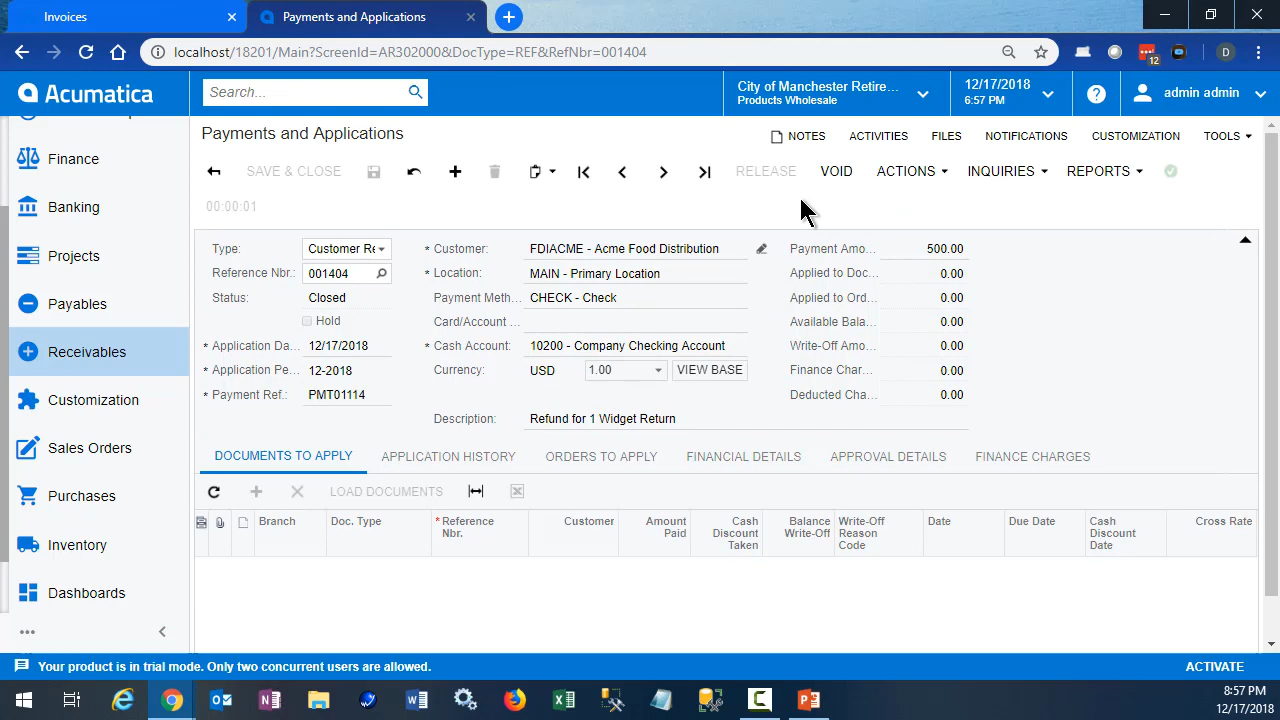 Invoices
Payments and Applications
localhost/18201/Main?ScreenId=AR302000&DocType=REF&RefNbr=001404
12
D
Acumatica
Search...
City of Manchester Retire...
Products Wholesale
12/17/2018
6:57 PM
admin admin
Finance
Banking
Projects
Payables
Receivables
Customization
Sales Orders
Purchases
Inventory
Dashboards
Payments and Applications
NOTES ACTIVITIES FILES NOTIFICATIONS CUSTOMIZATION TOOLS
SAVE & CLOSE RELEASE VOID ACTIONS INQUIRIES REPORTS
00:00:01
Type: Customer Re
Reference Nbr.: 001404
Status: Closed
Hold
* Application Da... 12/17/2018
* Application Pe... 12-2018
* Payment Ref.: PMT01114
* Customer: FDIACME - Acme Food Distribution
* Location: MAIN - Primary Location
Payment Meth... CHECK - Check
Card/Account ...
* Cash Account: 10200 - Company Checking Account
Currency: USD 1.00 VIEW BASE
Description: Refund for 1 Widget Return
Payment Amo... 500.00
Applied to Doc... 0.00
Applied to Ord... 0.00
Available Bala... 0.00
Write-Off Amo... 0.00
Finance Char... 0.00
Deducted Cha... 0.00
DOCUMENTS TO APPLY APPLICATION HISTORY ORDERS TO APPLY FINANCIAL DETAILS APPROVAL DETAILS FINANCE CHARGES
LOAD DOCUMENTS
Branch
Doc. Type
* Reference Nbr.
Customer
Amount Paid
Cash Discount Taken
Balance Write-Off
Write-Off Reason Code
Date
Due Date
Cash Discount Date
Cross Rate
Your product is in trial mode. Only two concurrent users are allowed.
ACTIVATE
8:57 PM
12/17/2018